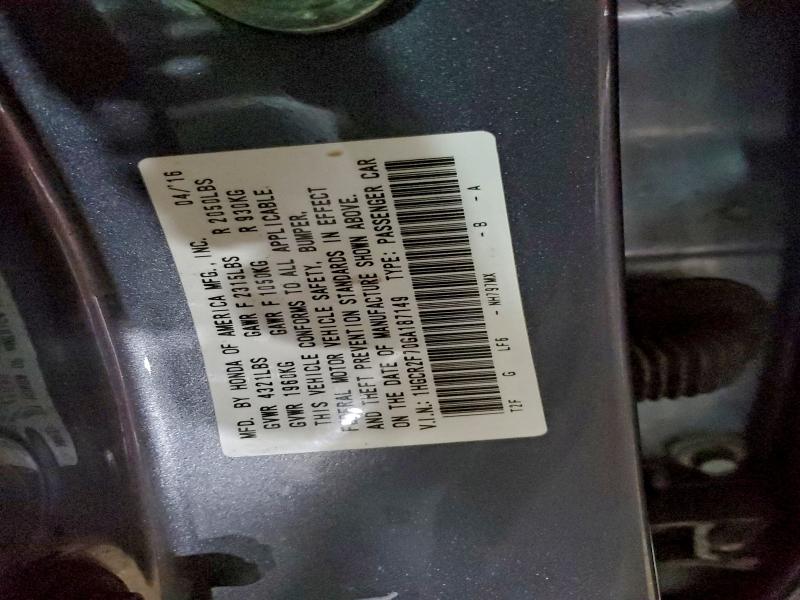 MFD. BY HONDA OF AMERICA MFG., INC. 04/'16
GVWR 4321LBS GAWR F 2315LBS R 2050LBS
GVWR 1960KG GAWR F 1050KG R 930KG
THIS VEHICLE CONFORMS TO ALL APPLICABLE
FEDERAL MOTOR VEHICLE SAFETY, BUMPER,
AND THEFT PREVENTION STANDARDS IN EFFECT
ON THE DATE OF MANUFACTURE SHOWN ABOVE.
V.I.N.: 1HGCR2F70GA187149 TYPE: PASSENGER CAR
T2F G LF6 - NH797MX - B - A